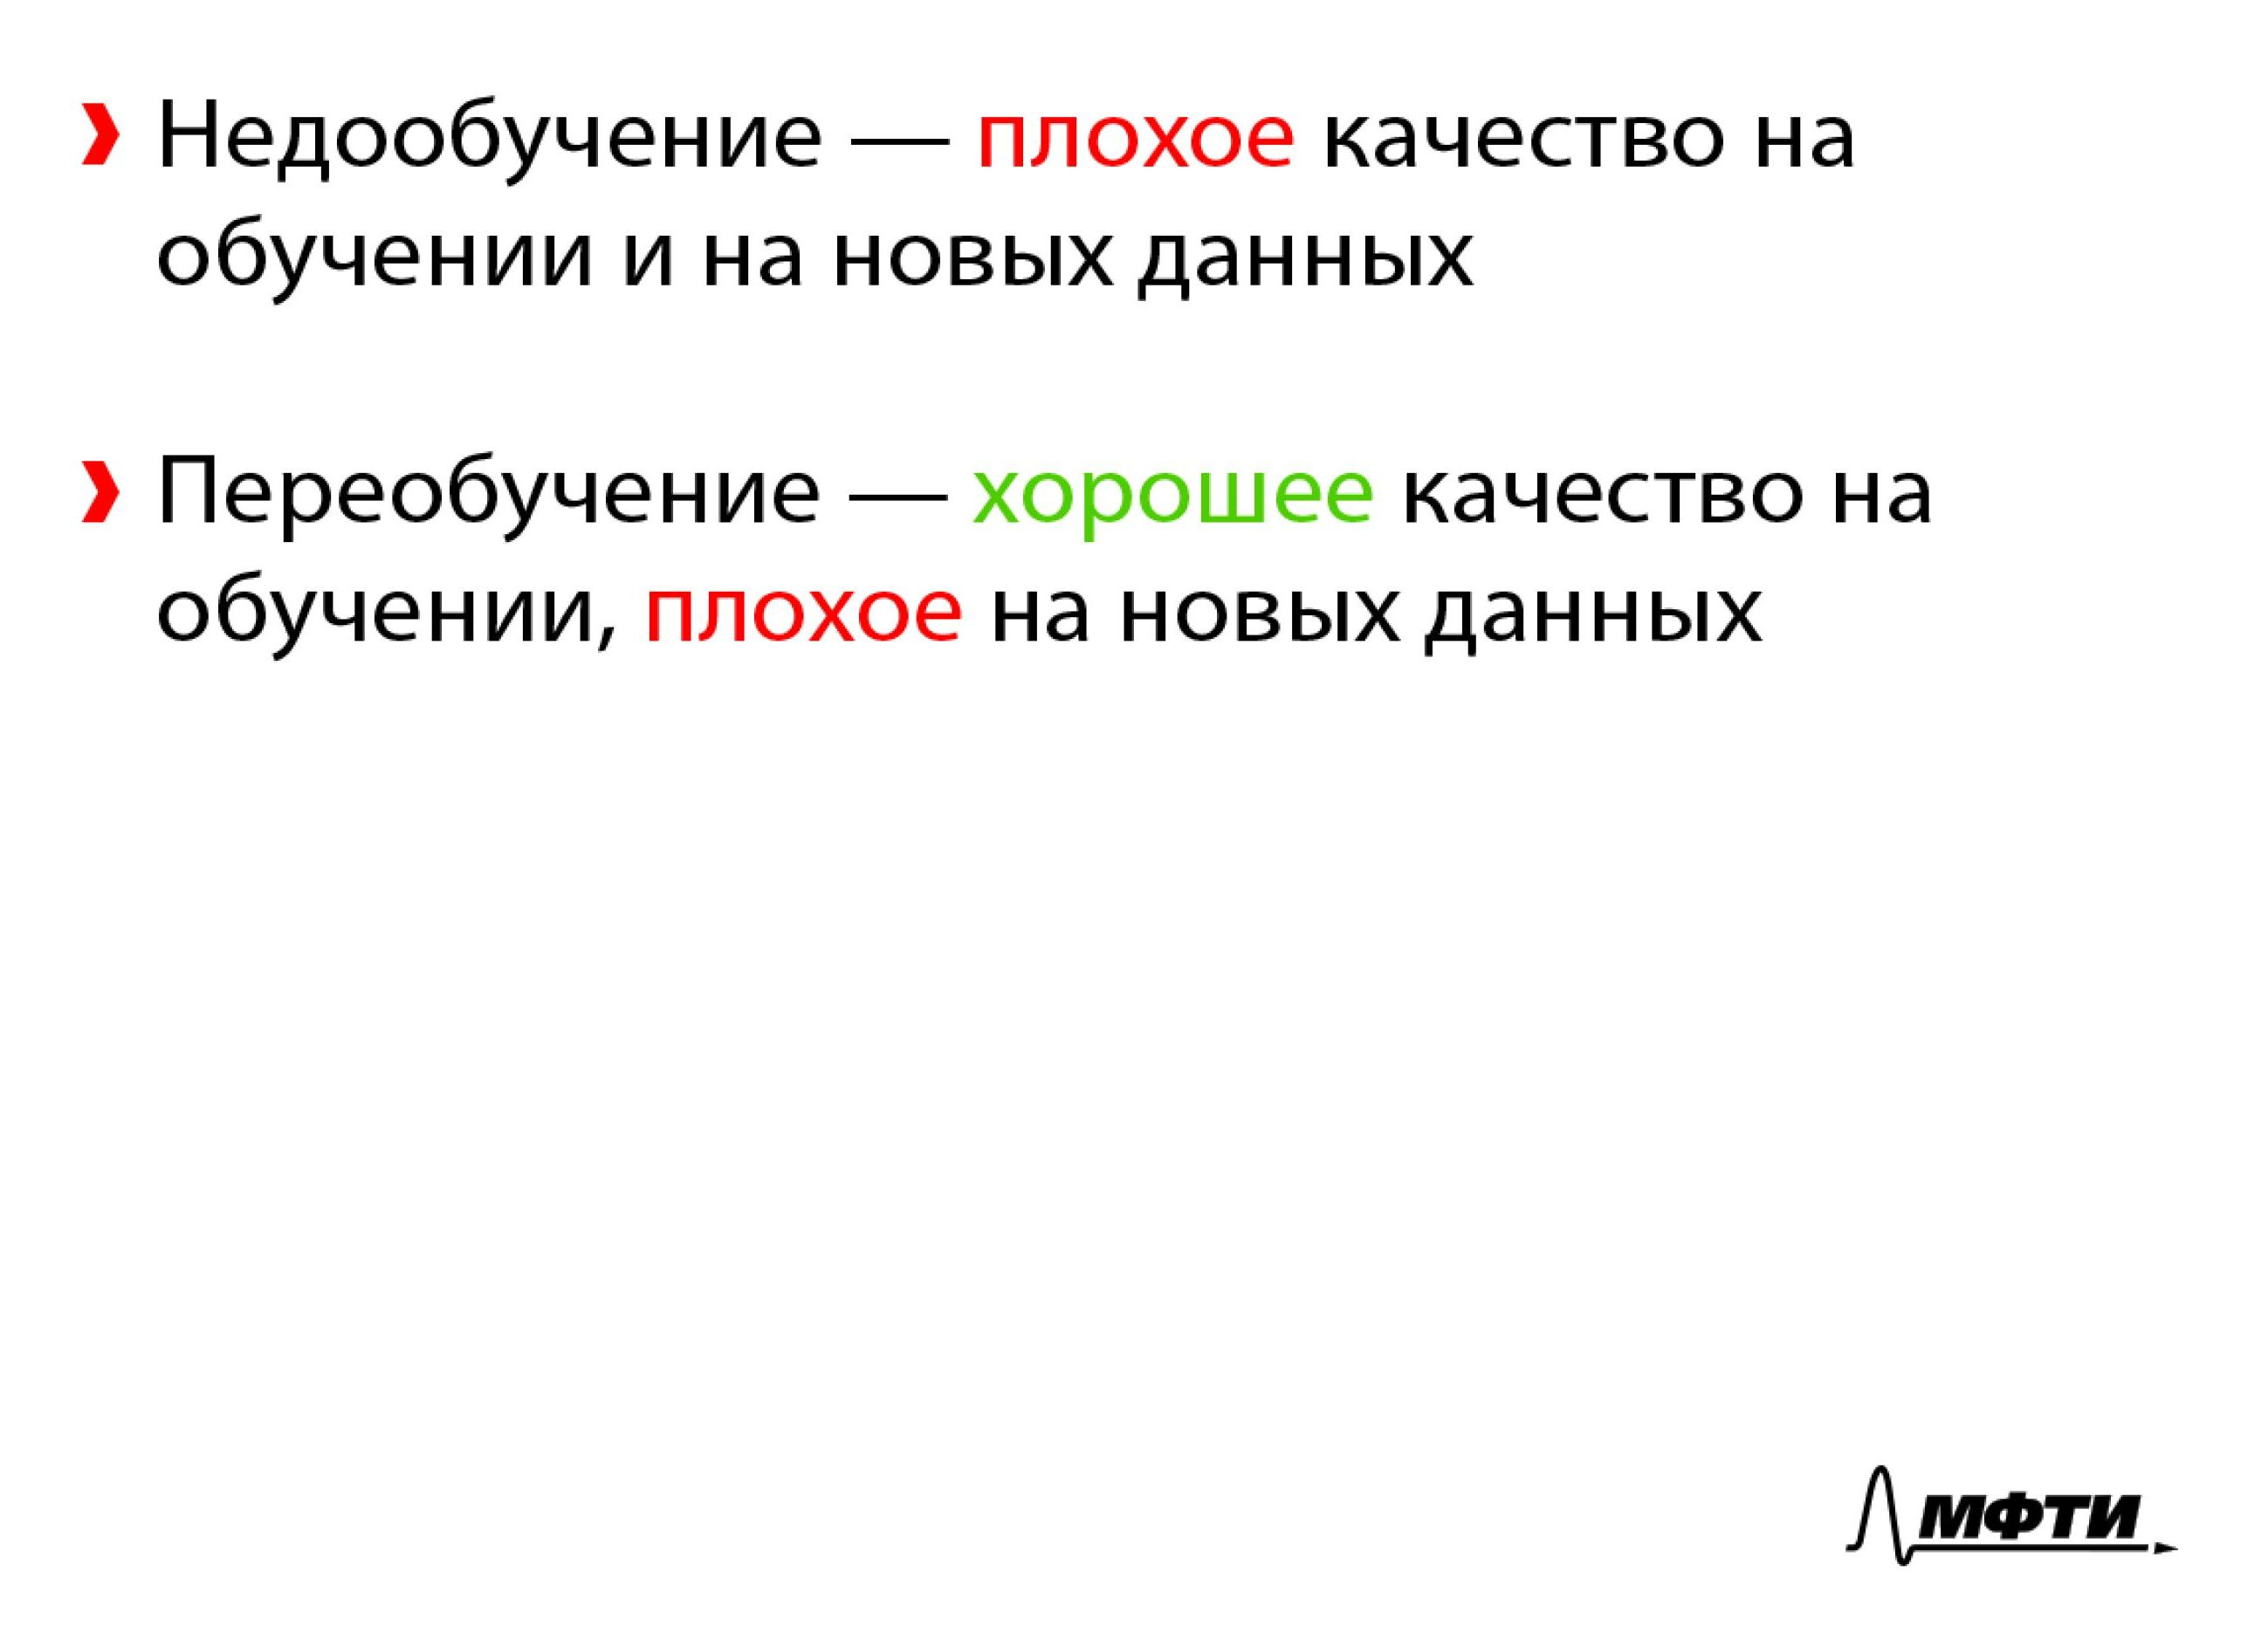 Недообучение — плохое качество на
обучении и на новых данных
Переобучение — хорошее качество на
обучении, плохое на новых данных
МФТИ